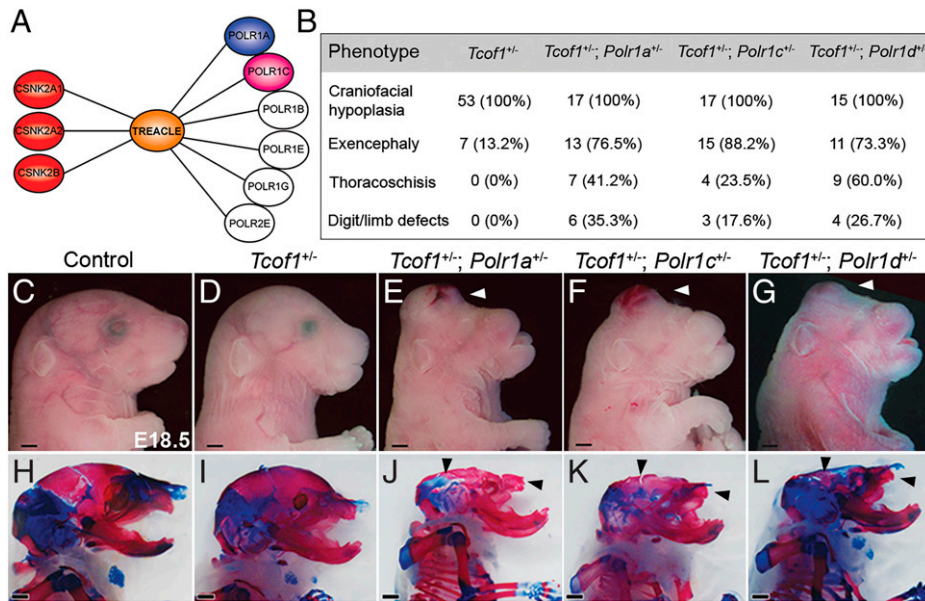 A
POLR1A
POLR1C
CSNK2A1
POLR1B
CSNK2A2
TREACLE
POLR1E
CSNK2B
POLR1G
POLR2E
B
Phenotype Tcof1+/- Tcof1+/-; Polr1a+/- Tcof1+/-; Polr1c+/- Tcof1+/-; Polr1d+/-
Craniofacial
hypoplasia 53 (100%) 17 (100%) 17 (100%) 15 (100%)
Exencephaly 7 (13.2%) 13 (76.5%) 15 (88.2%) 11 (73.3%)
Thoracoschisis 0 (0%) 7 (41.2%) 4 (23.5%) 9 (60.0%)
Digit/limb defects 0 (0%) 6 (35.3%) 3 (17.6%) 4 (26.7%)
Control Tcof1+/- Tcof1+/-; Polr1a+/- Tcof1+/-; Polr1c+/- Tcof1+/-; Polr1d+/-
C D E F G
E18.5
H I J K L